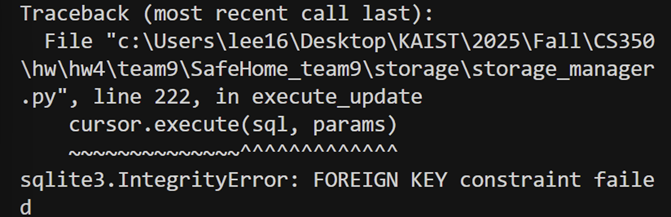 Traceback (most recent call last):
  File "c:\Users\lee16\Desktop\KAIST\2025\Fall\CS350
\hw\hw4\team9\SafeHome_team9\storage\storage_manager
.py", line 222, in execute_update
    cursor.execute(sql, params)
    ~~~~~~~~~~~~~~^^^^^^^^^^^^^
sqlite3.IntegrityError: FOREIGN KEY constraint faile
d